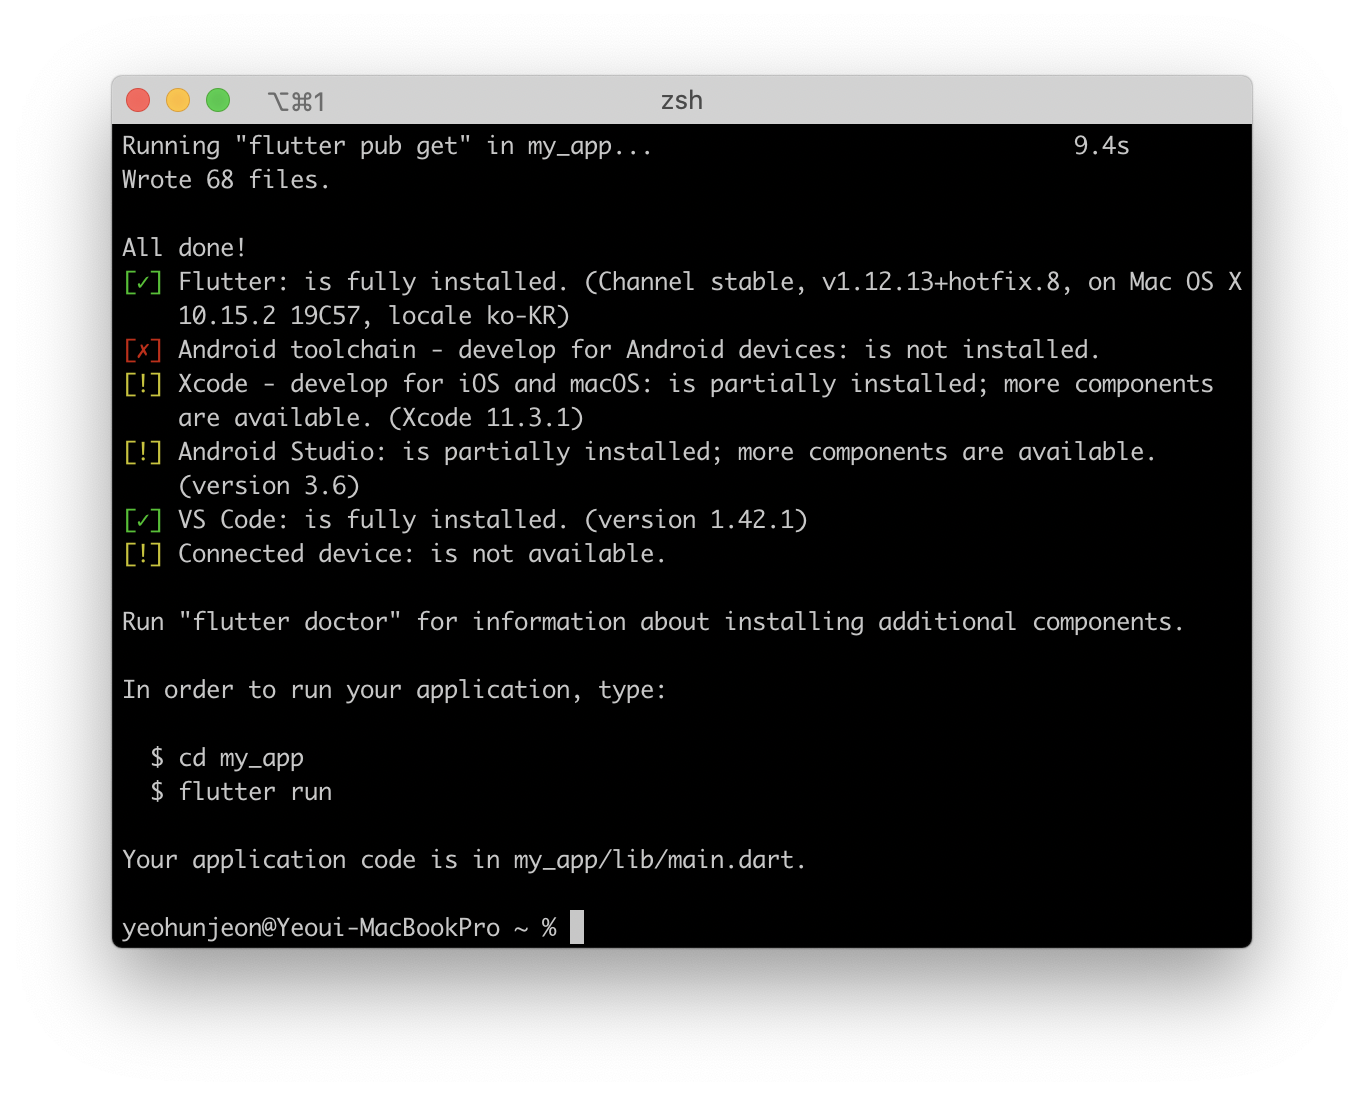 ⌥⌘1
zsh
Running "flutter pub get" in my_app... 9.4s
Wrote 68 files.
All done!
[✓] Flutter: is fully installed. (Channel stable, v1.12.13+hotfix.8, on Mac OS X
10.15.2 19C57, locale ko-KR)
[✗] Android toolchain - develop for Android devices: is not installed.
[!] Xcode - develop for iOS and macOS: is partially installed; more components
are available. (Xcode 11.3.1)
[!] Android Studio: is partially installed; more components are available.
(version 3.6)
[✓] VS Code: is fully installed. (version 1.42.1)
[!] Connected device: is not available.
Run "flutter doctor" for information about installing additional components.
In order to run your application, type:
$ cd my_app
$ flutter run
Your application code is in my_app/lib/main.dart.
yeohunjeon@Yeoui-MacBookPro ~ %